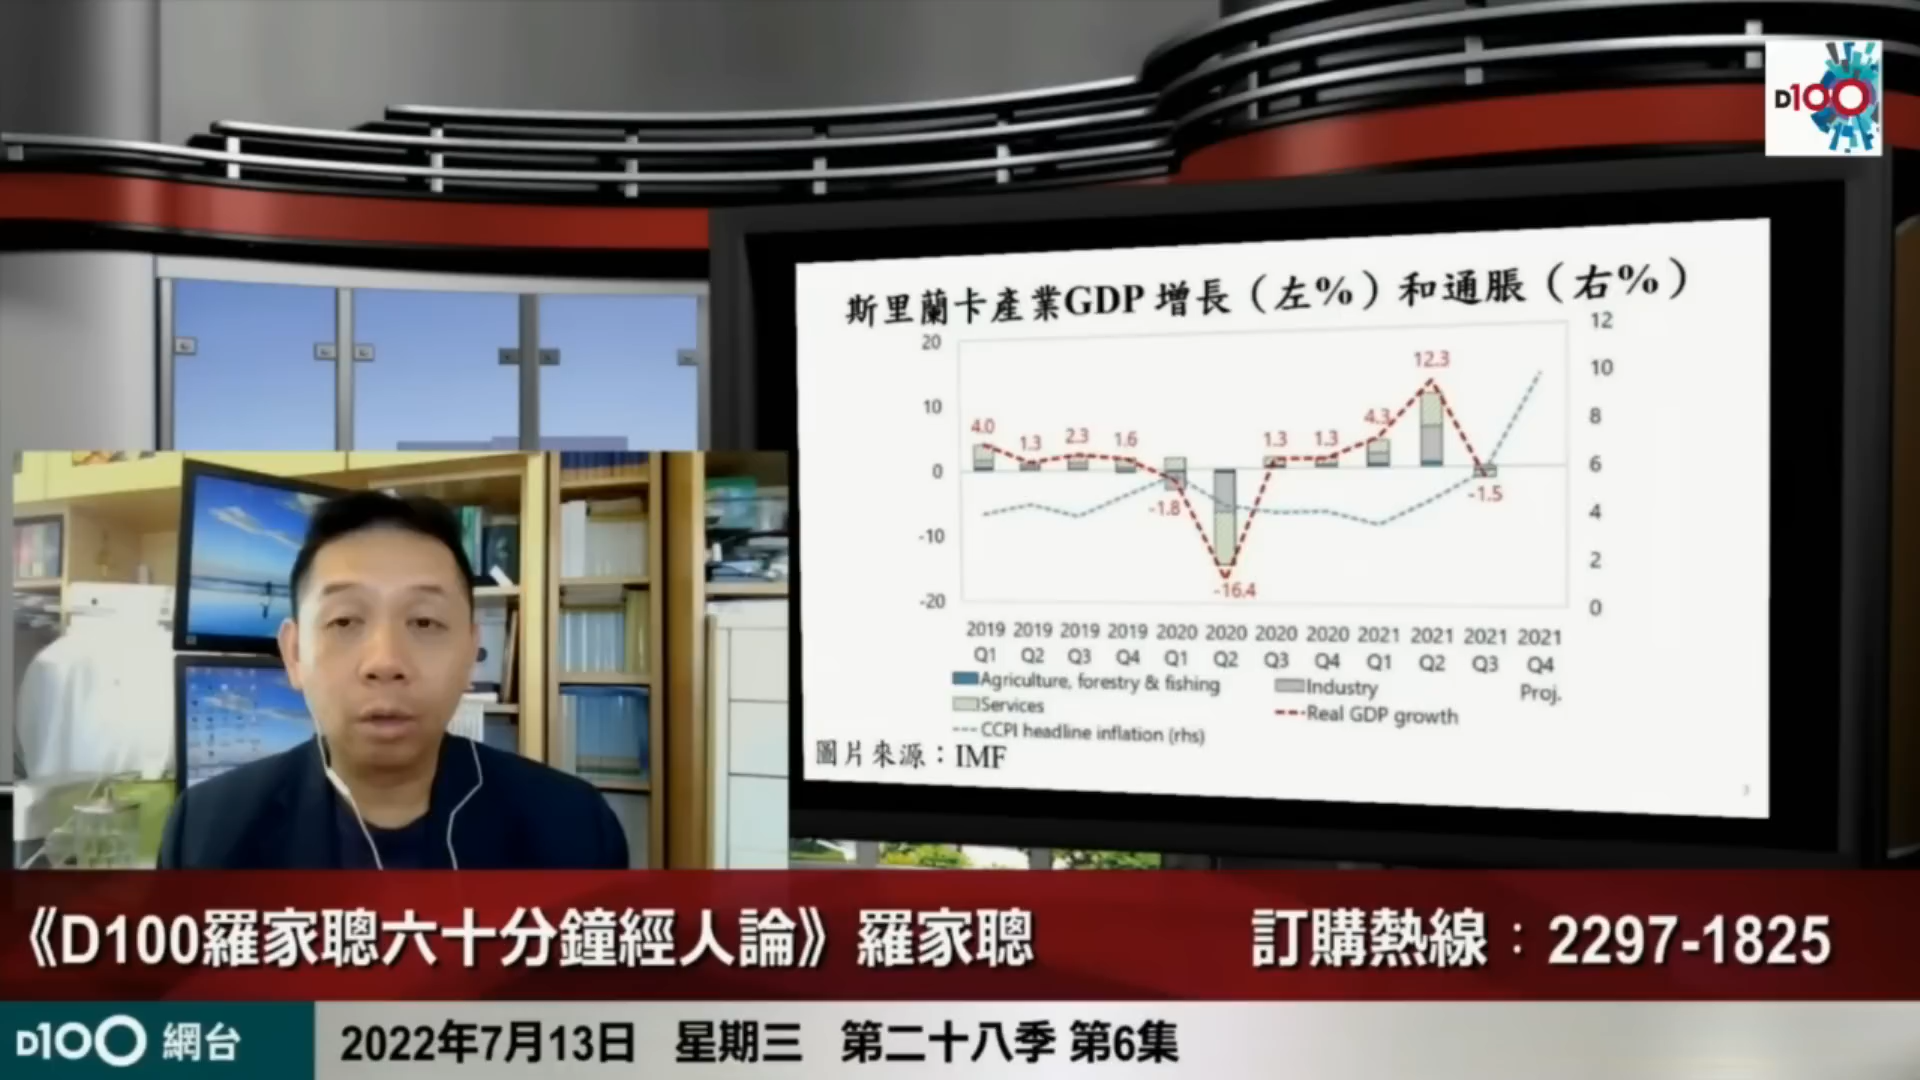 D100
斯里蘭卡產業GDP 增長（左%）和通脹（右%）
20
10
0
-10
-20
12
10
8
6
4
2
0
4.0
1.3
2.3
1.6
-1.8
-16.4
1.3
1.3
4.3
12.3
-1.5
2019 2019 2019 2019 2020 2020 2020 2020 2021 2021 2021 2021
Q1 Q2 Q3 Q4 Q1 Q2 Q3 Q4 Q1 Q2 Q3 Q4
Proj.
Agriculture, forestry & fishing
Industry
Services
Real GDP growth
CCPI headline inflation (rhs)
圖片來源：IMF
3
《D100羅家聰六十分鐘經人論》羅家聰
訂購熱線：2297-1825
D100 網台
2022年7月13日 星期三 第二十八季 第6集